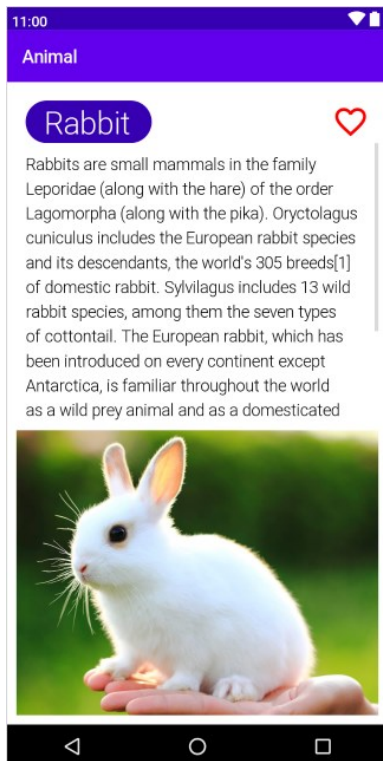 11:00
Animal
Rabbit
Rabbits are small mammals in the family
Leporidae (along with the hare) of the order
Lagomorpha (along with the pika). Oryctolagus
cuniculus includes the European rabbit species
and its descendants, the world's 305 breeds[1]
of domestic rabbit. Sylvilagus includes 13 wild
rabbit species, among them the seven types
of cottontail. The European rabbit, which has
been introduced on every continent except
Antarctica, is familiar throughout the world
as a wild prey animal and as a domesticated